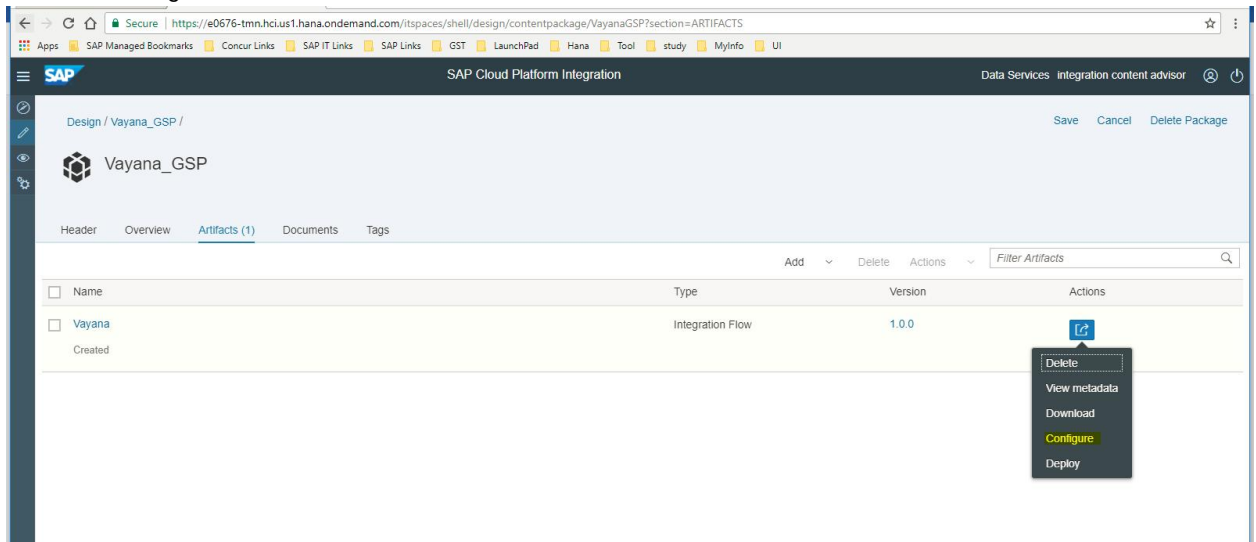 Secure | https://e0676-tmn.hci.us1.hana.ondemand.com/itspaces/shell/design/contentpackage/VayanaGSP?section=ARTIFACTS
Apps SAP Managed Bookmarks Concur Links SAP IT Links SAP Links GST LaunchPad Hana Tool study MyInfo UI
SAP SAP Cloud Platform Integration Data Services integration content advisor
Design / Vayana_GSP / Save Cancel Delete Package
Vayana_GSP
Header Overview Artifacts (1) Documents Tags
Add Delete Actions Filter Artifacts
Name Type Version Actions
Vayana Integration Flow 1.0.0
Created
Delete
View metadata
Download
Configure
Deploy